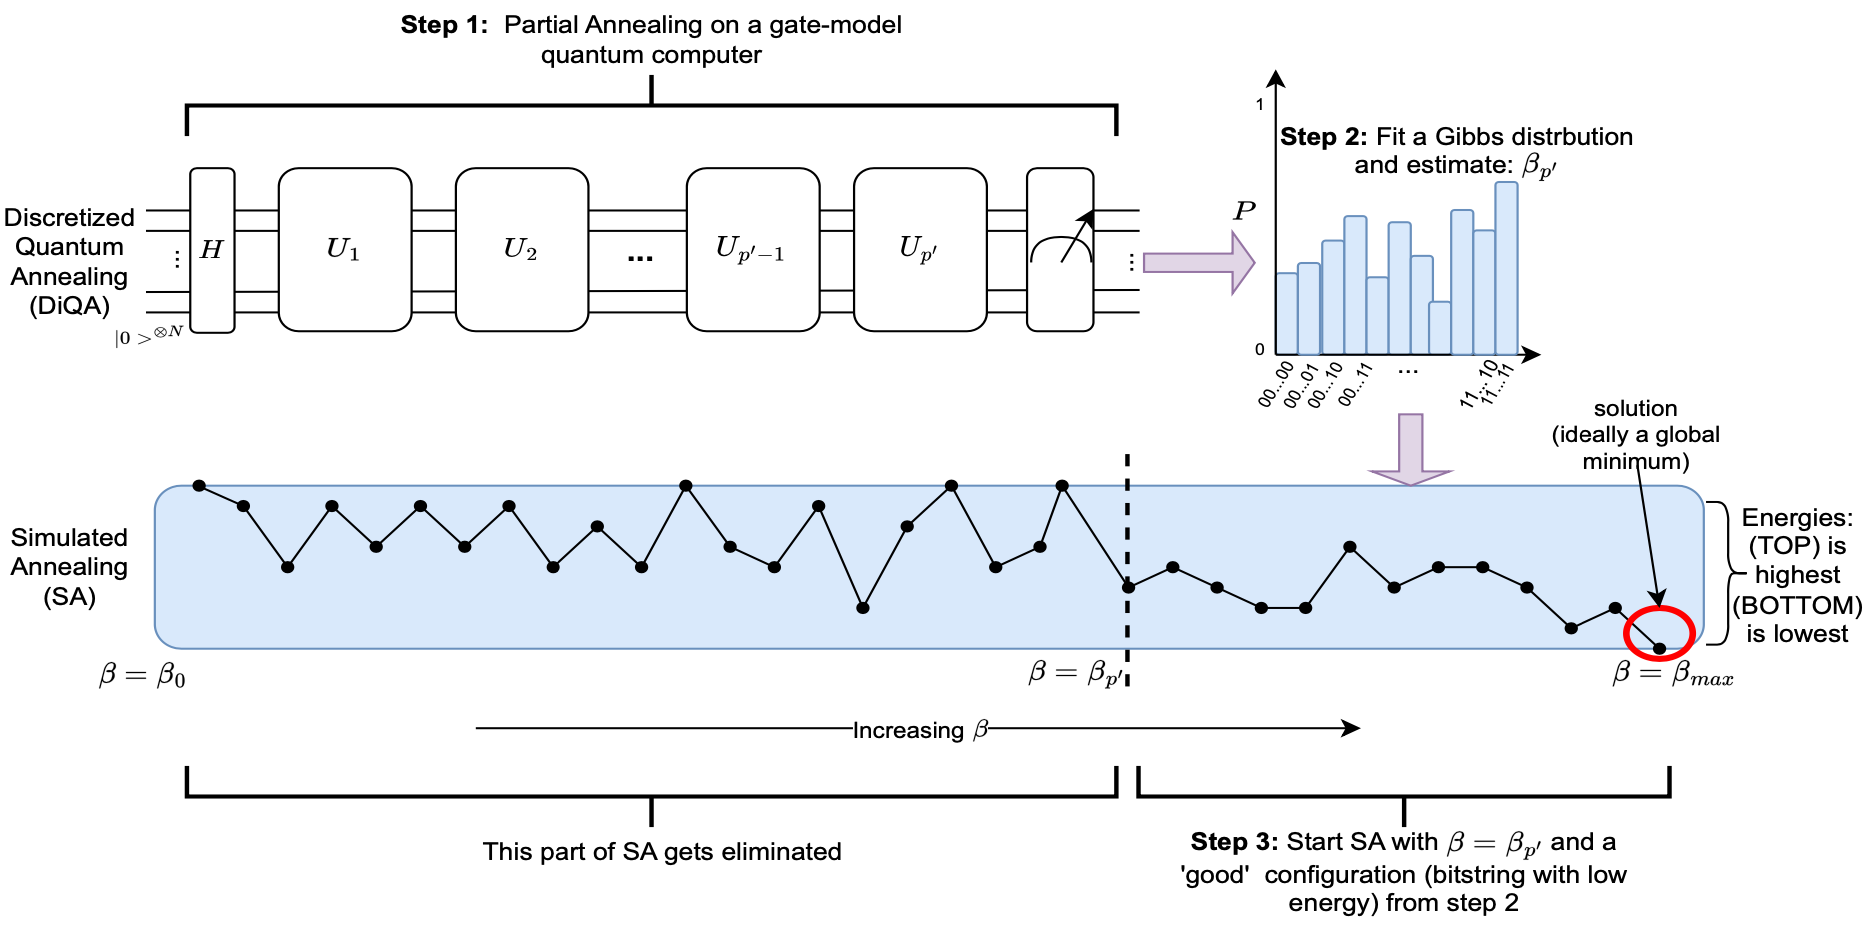 Step 1: Partial Annealing on a gate-model
quantum computer
Discretized
Quantum
Annealing
(DiQA)
|0 >^{⊗N}
⋮
H
U_1
U_2
...
U_{p'-1}
U_{p'}
⋮
1
Step 2: Fit a Gibbs distrbution
and estimate: β_{p'}
P
0
00...00
00...01
00...10
00...11
...
11...10
11...11
solution
(ideally a global
minimum)
Simulated
Annealing
(SA)
Energies:
(TOP) is
highest
(BOTTOM)
is lowest
β = β_0
β = β_{p'}
β = β_{max}
Increasing β
This part of SA gets eliminated
Step 3: Start SA with β = β_{p'} and a
'good' configuration (bitstring with low
energy) from step 2